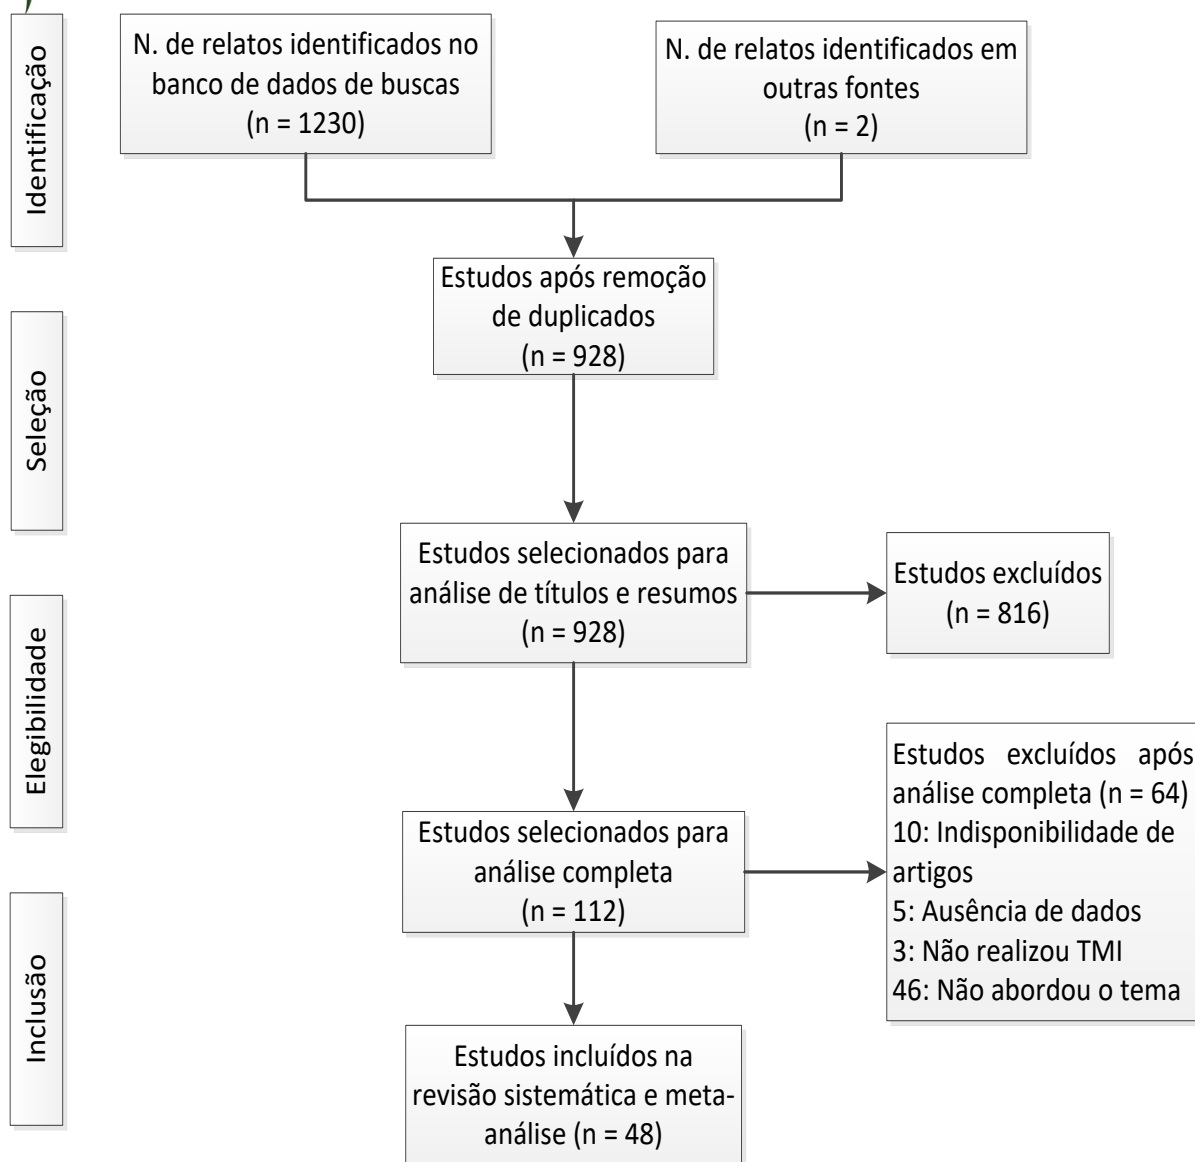 Identificação
N. de relatos identificados no
banco de dados de buscas
(n = 1230)
N. de relatos identificados em
outras fontes
(n = 2)
Estudos após remoção
de duplicados
(n = 928)
Seleção
Estudos selecionados para
análise de títulos e resumos
(n = 928)
Estudos excluídos
(n = 816)
Elegibilidade
Estudos selecionados para
análise completa
(n = 112)
Estudos excluídos após
análise completa (n = 64)
10: Indisponibilidade de
artigos
5: Ausência de dados
3: Não realizou TMI
46: Não abordou o tema
Inclusão
Estudos incluídos na
revisão sistemática e meta-
análise (n = 48)